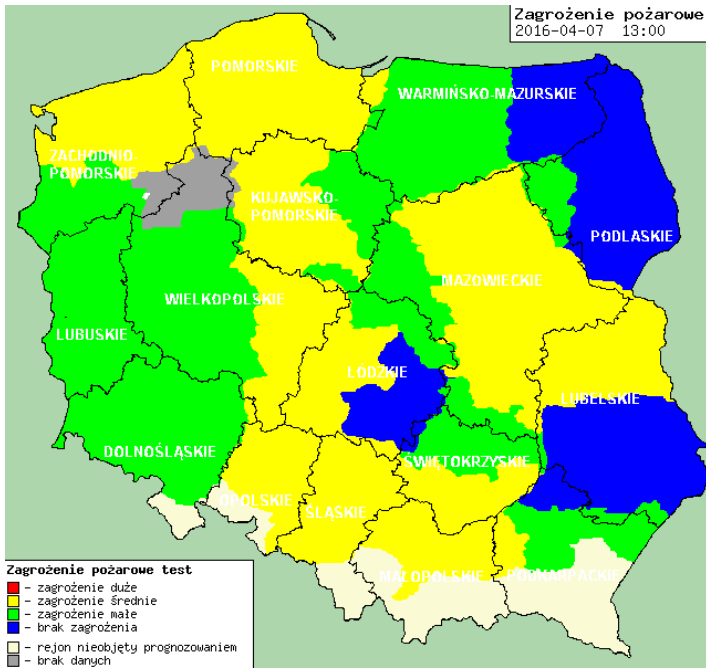 Zagrożenie pożarowe
2016-04-07 13:00
POMORSKIE
WARMIŃSKO-MAZURSKIE
ZACHODNIO-
POMORSKIE
KUJAWSKO-
POMORSKIE
PODLASKIE
MAZOWIECKIE
WIELKOPOLSKIE
LUBUSKIE
ŁÓDZKIE
LUBELSKIE
DOLNOŚLĄSKIE
ŚWIĘTOKRZYSKIE
OPOLSKIE
ŚLĄSKIE
MAŁOPOLSKIE
PODKARPACKIE
Zagrożenie pożarowe test
- zagrożenie duże
- zagrożenie średnie
- zagrożenie małe
- brak zagrożenia
- rejon nieobjęty prognozowaniem
- brak danych